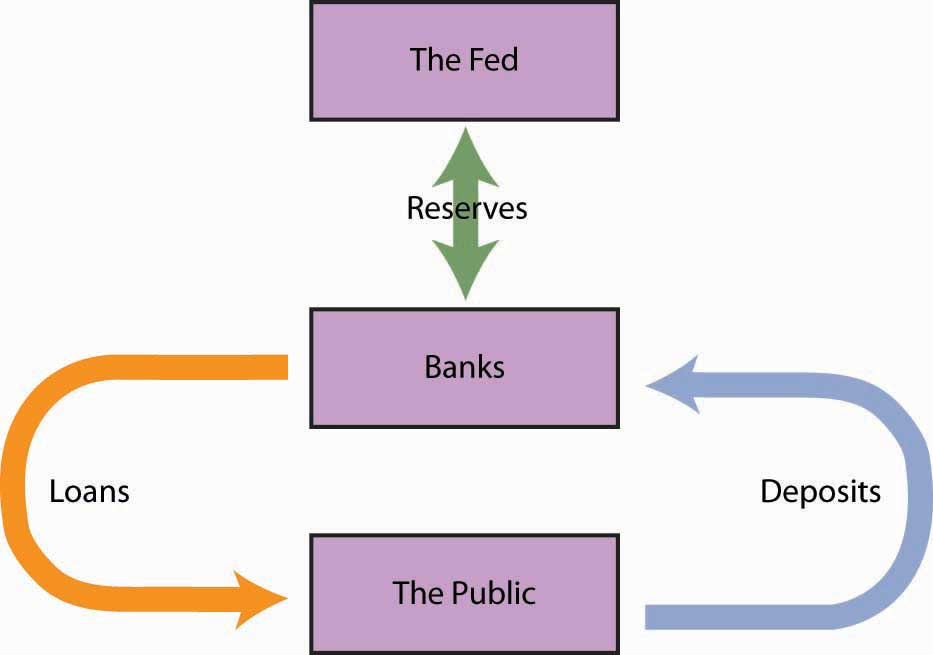 The Fed
Reserves
Banks
Loans
Deposits
The Public